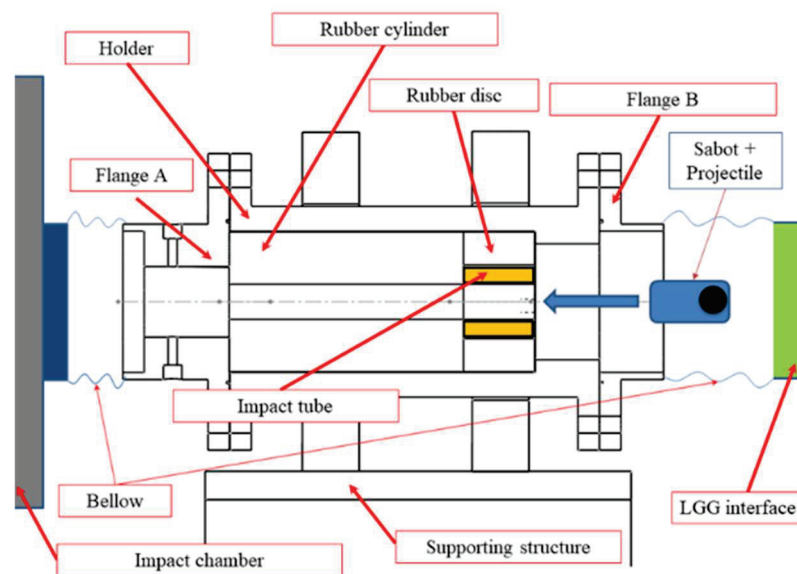 Rubber cylinder
Holder
Rubber disc
Flange B
Sabot +
Projectile
Flange A
Impact tube
Bellow
LGG interface
Supporting structure
Impact chamber